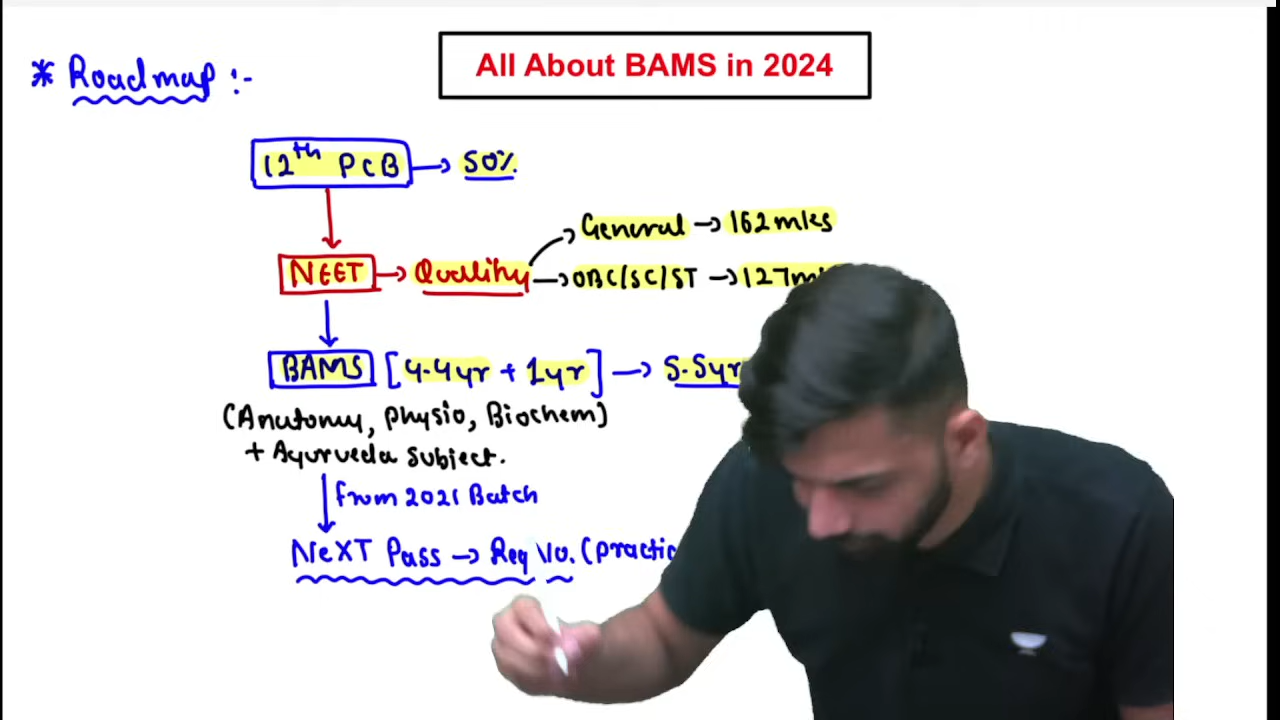 All About BAMS in 2024
* Roadmap :-
12th PCB → 50%
NEET → Quality
General → 162 mks
OBC/SC/ST → 127
BAMS [4.4yr + 1yr] → 5.5yr
(Anatomy, Physio, Biochem)
+ Ayurveda Subject.
from 2021 Batch
NeXT Pass → Reg No. (practic